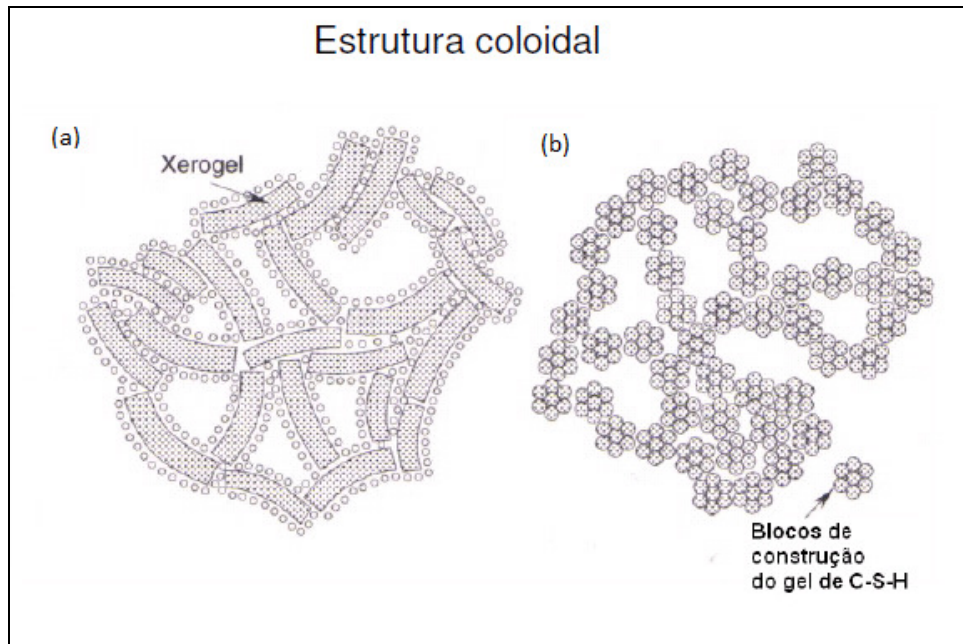 Estrutura coloidal
(a)
Xerogel
(b)
Blocos de
construção
do gel de C-S-H